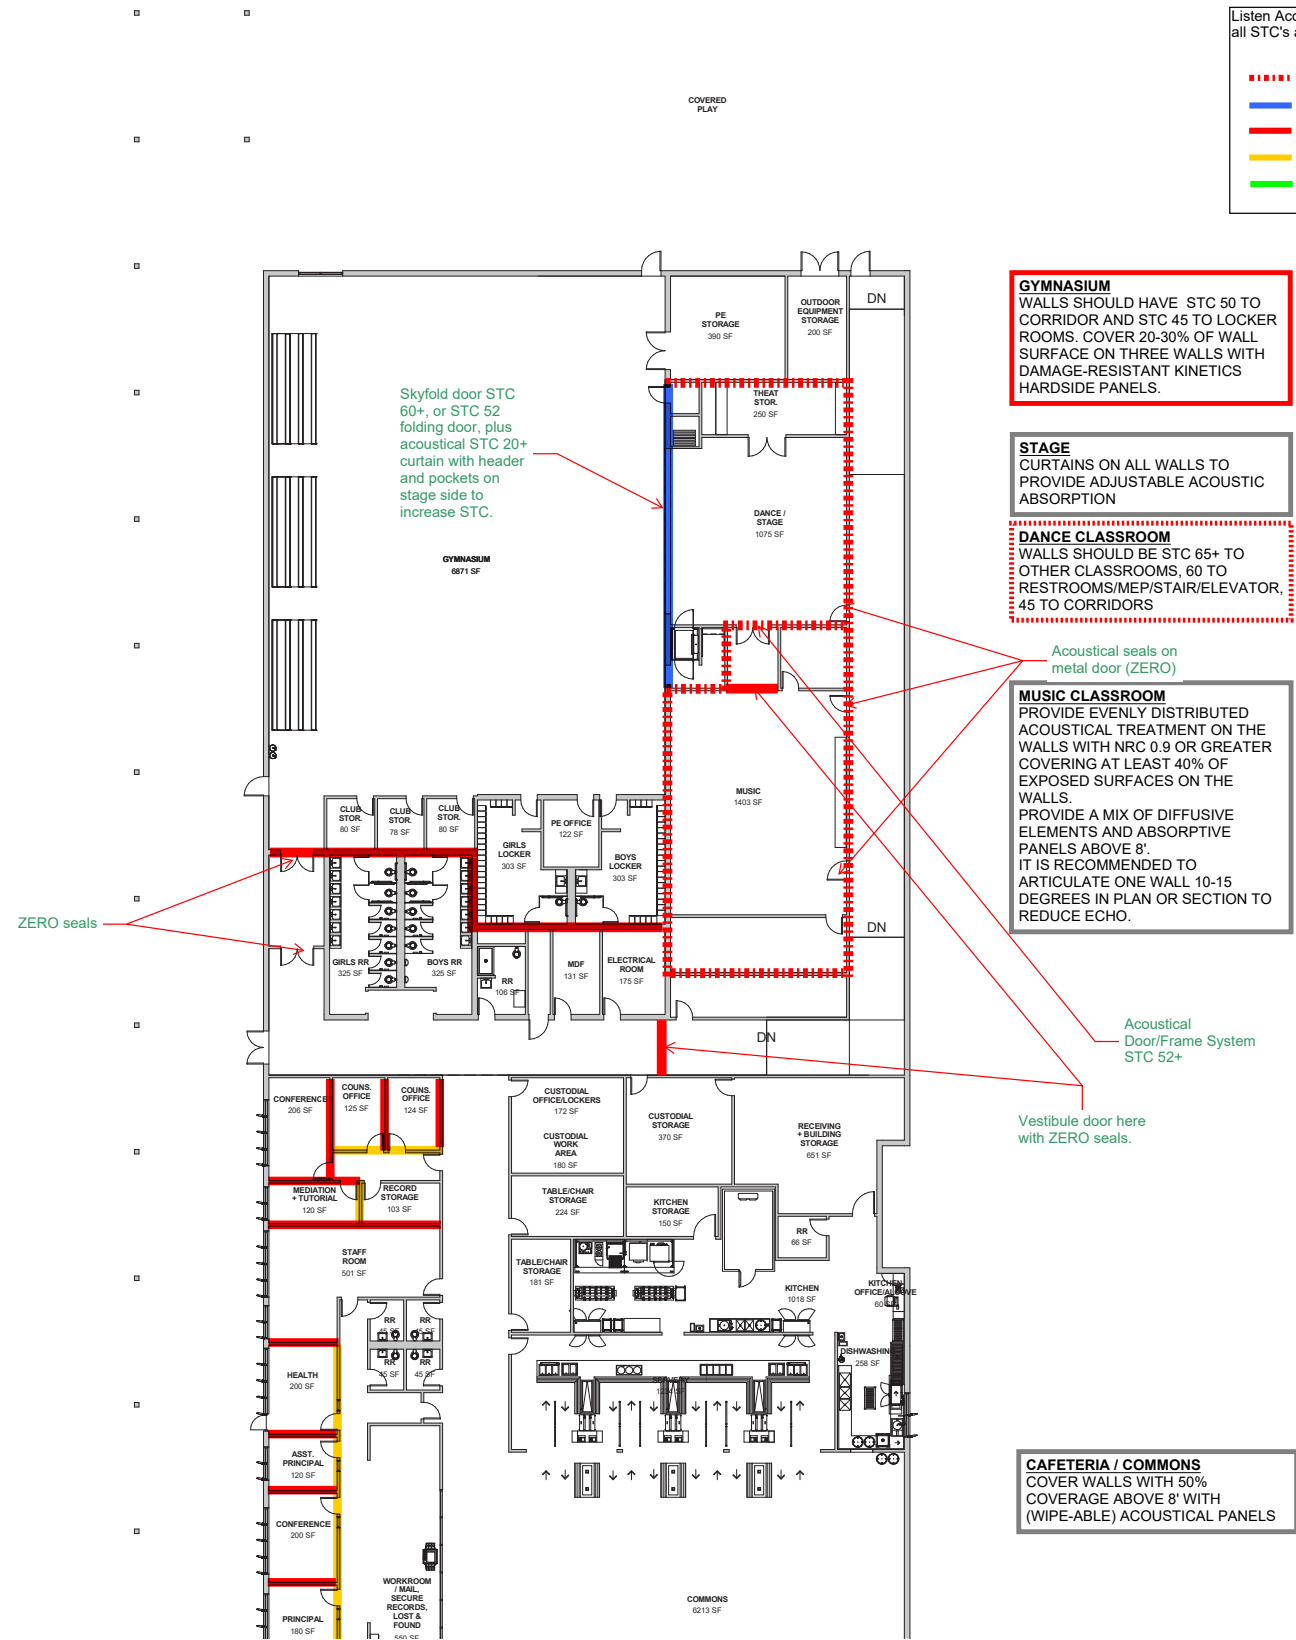 Listen Aco
all STC's a
COVERED
PLAY
GYMNASIUM
WALLS SHOULD HAVE STC 50 TO
CORRIDOR AND STC 45 TO LOCKER
ROOMS. COVER 20-30% OF WALL
SURFACE ON THREE WALLS WITH
DAMAGE-RESISTANT KINETICS
HARDSIDE PANELS.
PE
STORAGE
390 SF
OUTDOOR
EQUIPMENT
STORAGE
200 SF
DN
Skyfold door STC
60+, or STC 52
folding door, plus
acoustical STC 20+
curtain with header
and pockets on
stage side to
increase STC.
THEAT
STOR.
250 SF
STAGE
CURTAINS ON ALL WALLS TO
PROVIDE ADJUSTABLE ACOUSTIC
ABSORPTION
DANCE /
STAGE
1075 SF
GYMNASIUM
6871 SF
DANCE CLASSROOM
WALLS SHOULD BE STC 65+ TO
OTHER CLASSROOMS, 60 TO
RESTROOMS/MEP/STAIR/ELEVATOR,
45 TO CORRIDORS
Acoustical seals on
metal door (ZERO)
MUSIC CLASSROOM
PROVIDE EVENLY DISTRIBUTED
ACOUSTICAL TREATMENT ON THE
WALLS WITH NRC 0.9 OR GREATER
COVERING AT LEAST 40% OF
EXPOSED SURFACES ON THE
WALLS.
PROVIDE A MIX OF DIFFUSIVE
ELEMENTS AND ABSORPTIVE
PANELS ABOVE 8'.
IT IS RECOMMENDED TO
ARTICULATE ONE WALL 10-15
DEGREES IN PLAN OR SECTION TO
REDUCE ECHO.
MUSIC
1403 SF
CLUB
STOR.
80 SF
CLUB
STOR.
78 SF
CLUB
STOR.
80 SF
GIRLS
LOCKER
303 SF
PE OFFICE
122 SF
BOYS
LOCKER
303 SF
ZERO seals
DN
GIRLS RR
325 SF
BOYS RR
325 SF
RR
106 SF
MDF
131 SF
ELECTRICAL
ROOM
175 SF
DN
Acoustical
Door/Frame System
STC 52+
Vestibule door here
with ZERO seals.
CONFERENCE
206 SF
COUNS.
OFFICE
125 SF
COUNS.
OFFICE
124 SF
CUSTODIAL
OFFICE/LOCKERS
172 SF
CUSTODIAL
WORK
AREA
180 SF
CUSTODIAL
STORAGE
370 SF
RECEIVING
+ BUILDING
STORAGE
651 SF
MEDIATION
+ TUTORIAL
120 SF
RECORD
STORAGE
103 SF
TABLE/CHAIR
STORAGE
224 SF
KITCHEN
STORAGE
150 SF
RR
66 SF
STAFF
ROOM
501 SF
TABLE/CHAIR
STORAGE
181 SF
KITCHEN
1018 SF
KITCHEN
OFFICE/ALCOVE
60 SF
RR
45 SF
RR
45 SF
RR
45 SF
RR
45 SF
DISHWASHING
258 SF
HEALTH
200 SF
ASST.
PRINCIPAL
120 SF
CONFERENCE
200 SF
CAFETERIA / COMMONS
COVER WALLS WITH 50%
COVERAGE ABOVE 8' WITH
(WIPE-ABLE) ACOUSTICAL PANELS
WORKROOM
/ MAIL,
SECURE
RECORDS,
LOST &
FOUND
550 SF
PRINCIPAL
180 SF
COMMONS
6213 SF